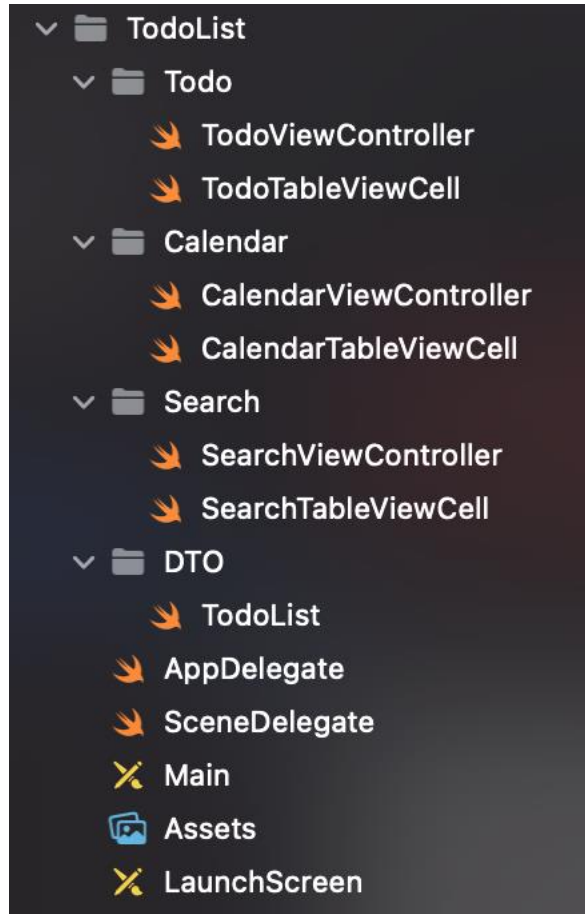 TodoList
Todo
TodoViewController
TodoTableViewCell
Calendar
CalendarViewController
CalendarTableViewCell
Search
SearchViewController
SearchTableViewCell
DTO
TodoList
AppDelegate
SceneDelegate
Main
Assets
LaunchScreen